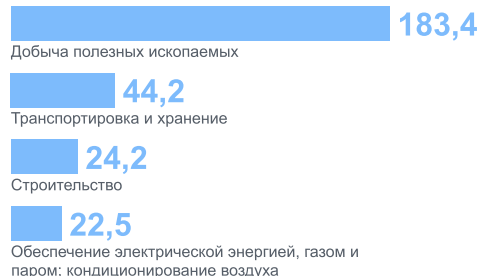 183,4
Добыча полезных ископаемых
44,2
Транспортировка и хранение
24,2
Строительство
22,5
Обеспечение электрической энергией, газом и
паром: кондиционирование воздуха